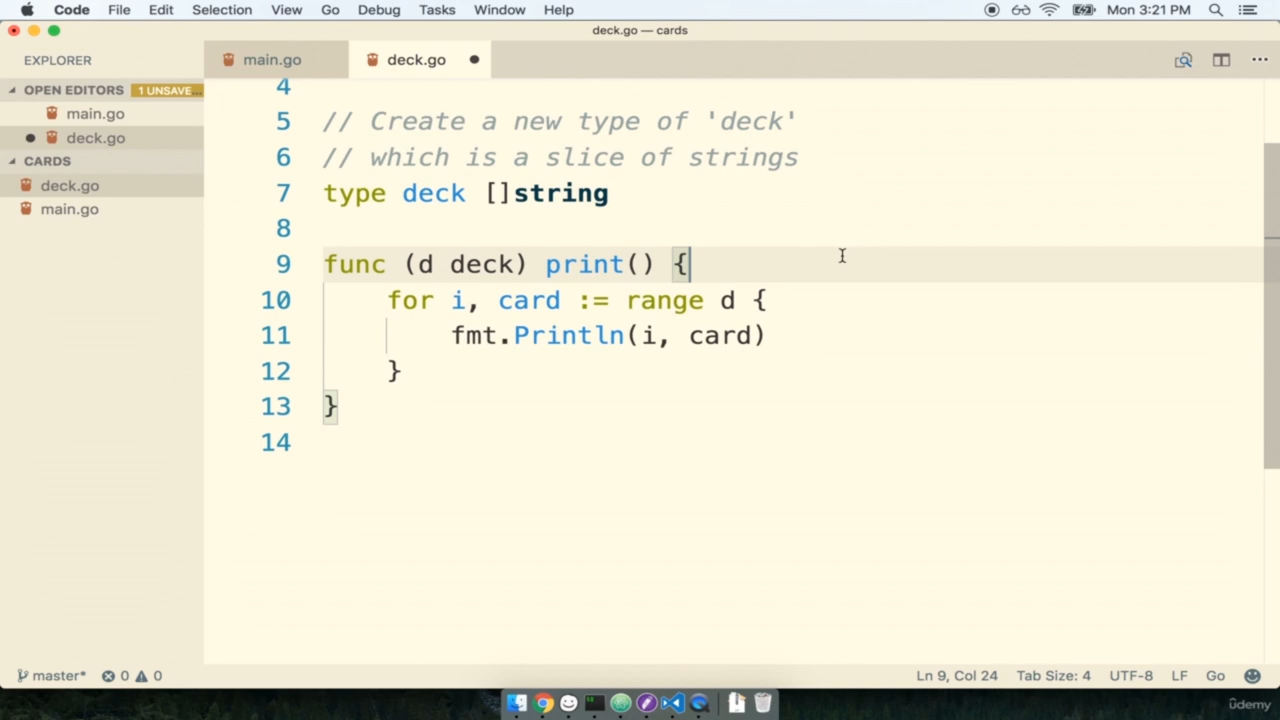 Code File Edit Selection View Go Debug Tasks Window Help Mon 3:21 PM
deck.go — cards
EXPLORER
main.go deck.go
OPEN EDITORS 1 UNSAVE...
main.go
deck.go
CARDS
deck.go
main.go
4
5 // Create a new type of 'deck'
6 // which is a slice of strings
7 type deck []string
8
9 func (d deck) print() {
10 for i, card := range d {
11 fmt.Println(i, card)
12 }
13 }
14
master* 0 0 Ln 9, Col 24 Tab Size: 4 UTF-8 LF Go
ûdemy